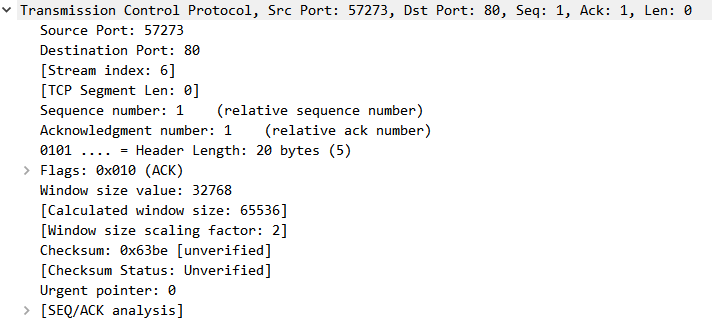 Transmission Control Protocol, Src Port: 57273, Dst Port: 80, Seq: 1, Ack: 1, Len: 0
Source Port: 57273
Destination Port: 80
[Stream index: 6]
[TCP Segment Len: 0]
Sequence number: 1    (relative sequence number)
Acknowledgment number: 1    (relative ack number)
0101 .... = Header Length: 20 bytes (5)
Flags: 0x010 (ACK)
Window size value: 32768
[Calculated window size: 65536]
[Window size scaling factor: 2]
Checksum: 0x63be [unverified]
[Checksum Status: Unverified]
Urgent pointer: 0
[SEQ/ACK analysis]